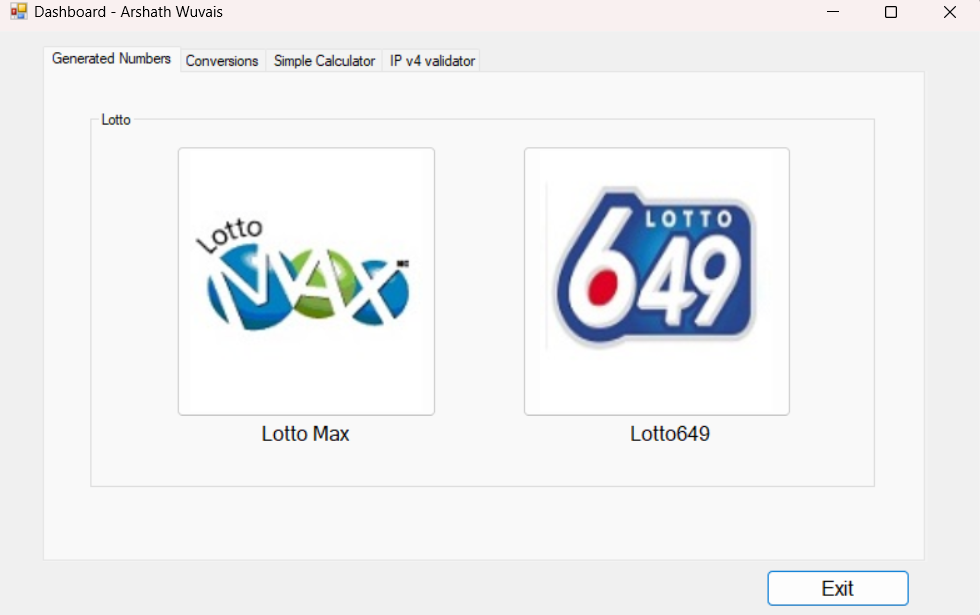 Dashboard - Arshath Wuvais
Generated Numbers Conversions Simple Calculator IP v4 validator
Lotto
Lotto
MAX
LOTTO
649
Lotto Max Lotto649
Exit